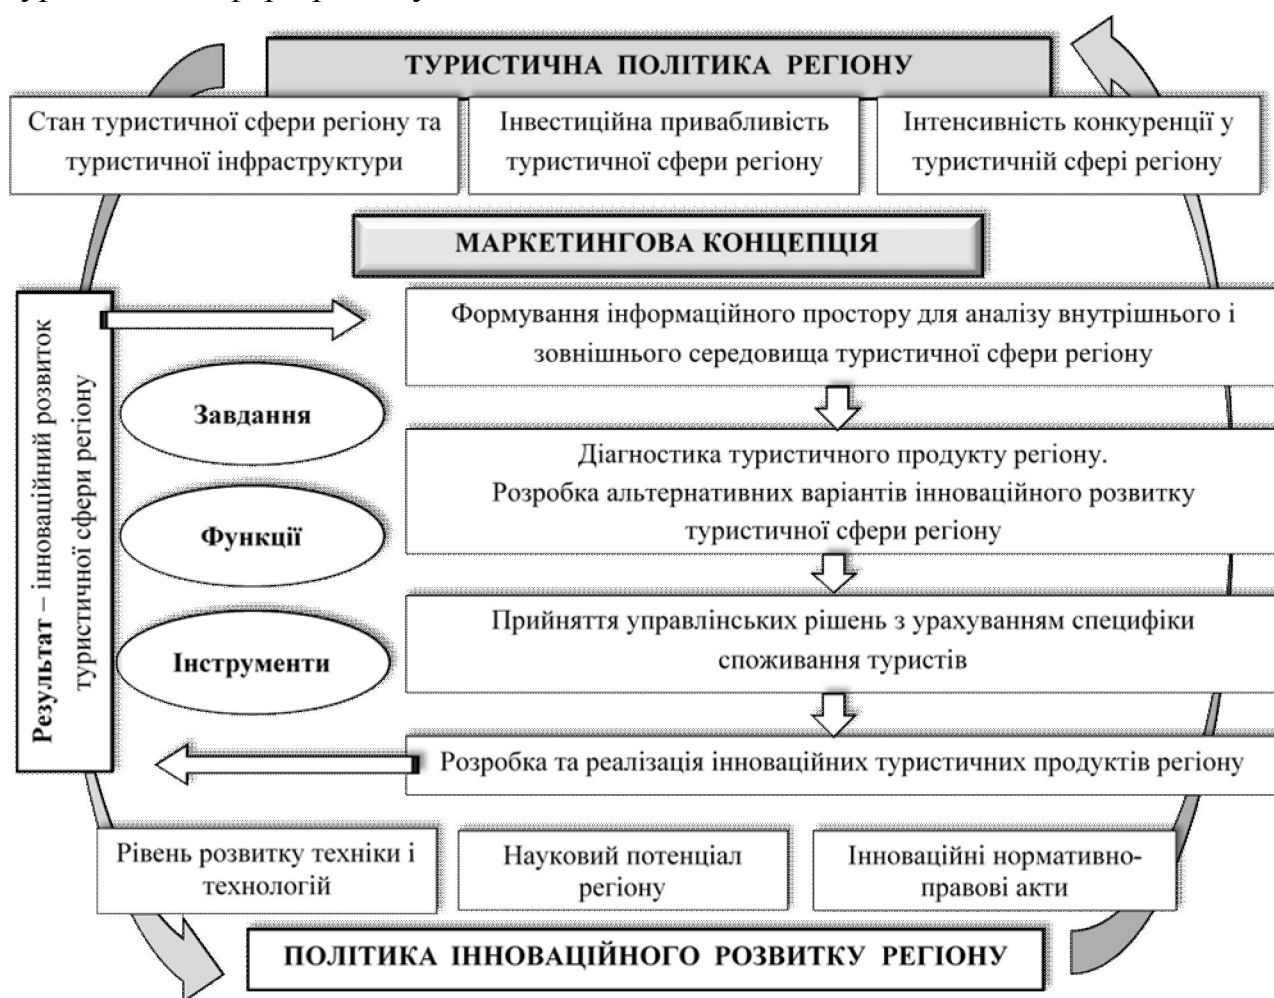 ТУРИСТИЧНА ПОЛІТИКА РЕГІОНУ
Стан туристичної сфери регіону та
туристичної інфраструктури
Інвестиційна привабливість
туристичної сфери регіону
Інтенсивність конкуренції у
туристичній сфері регіону
МАРКЕТИНГОВА КОНЦЕПЦІЯ
Результат – інноваційний розвиток
туристичної сфери регіону
Формування інформаційного простору для аналізу внутрішнього і
зовнішнього середовища туристичної сфери регіону
Завдання
Діагностика туристичного продукту регіону.
Розробка альтернативних варіантів інноваційного розвитку
туристичної сфери регіону
Функції
Прийняття управлінських рішень з урахуванням специфіки
споживання туристів
Інструменти
Розробка та реалізація інноваційних туристичних продуктів регіону
Рівень розвитку техніки і
технологій
Науковий потенціал
регіону
Інноваційні нормативно-
правові акти
ПОЛІТИКА ІННОВАЦІЙНОГО РОЗВИТКУ РЕГІОНУ